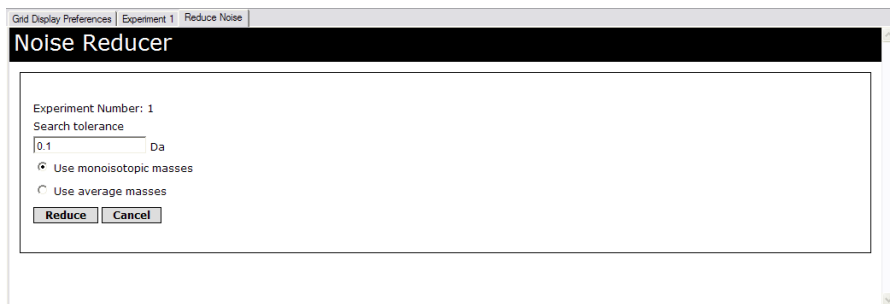 Grid Display Preferences Experiment 1 Reduce Noise
Noise Reducer
Experiment Number: 1
Search tolerance
0.1 Da
Use monoisotopic masses
Use average masses
Reduce Cancel